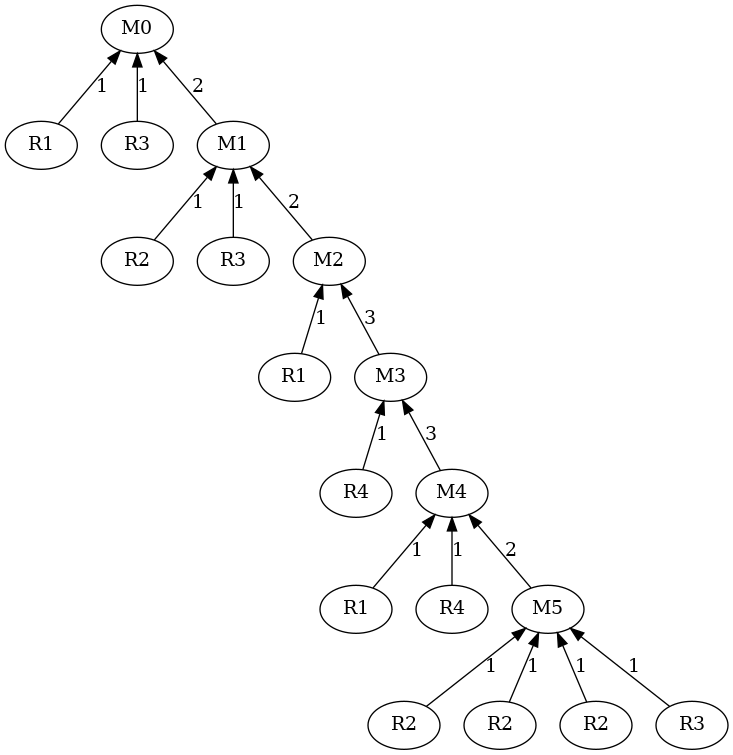 M0
1 1 2
R1 R3 M1
1 1 2
R2 R3 M2
1 3
R1 M3
1 3
R4 M4
1 1 2
R1 R4 M5
1 1 1 1
R2 R2 R2 R3